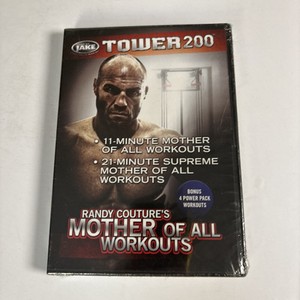 JAKE
TOWER 200
• 11-MINUTE MOTHER
OF ALL WORKOUTS
• 21-MINUTE SUPREME
MOTHER OF ALL
WORKOUTS
BONUS
4 POWER PACK
WORKOUTS
RANDY COUTURE'S
MOTHER OF ALL
WORKOUTS